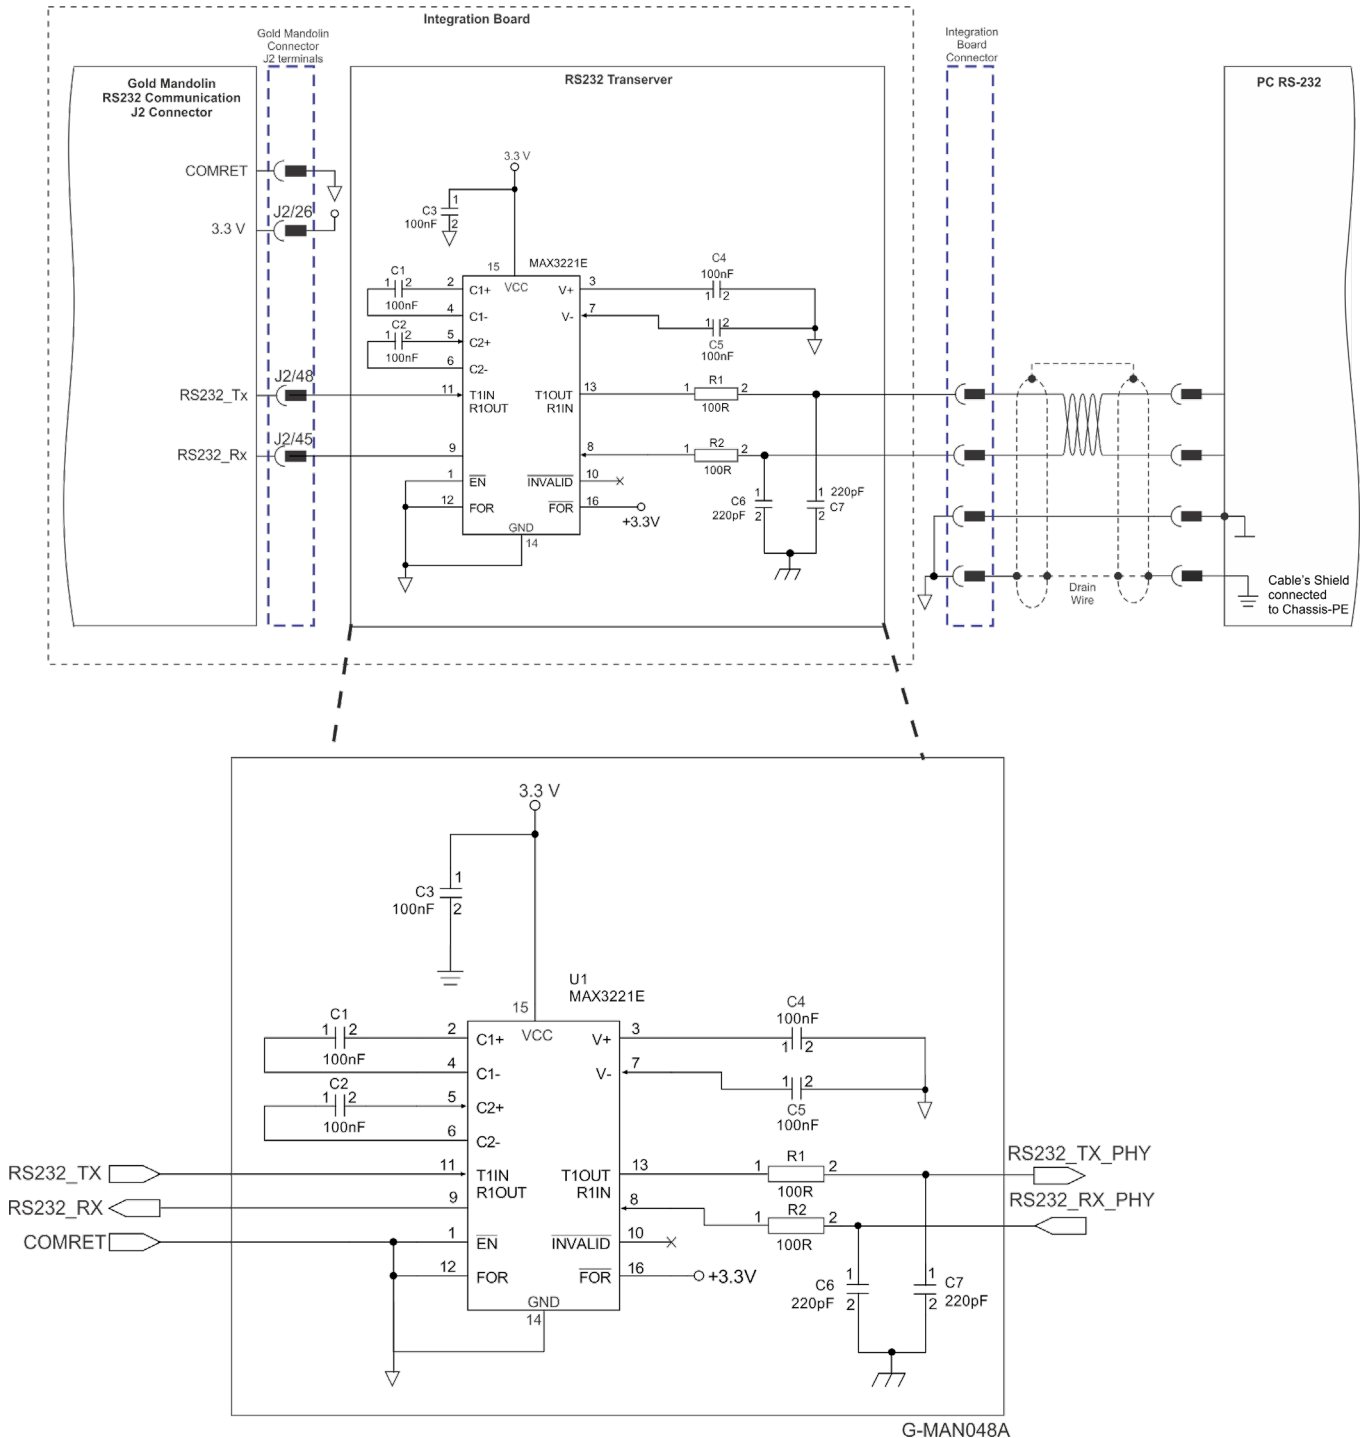 Integration Board
Gold Mandolin
Connector
J2 terminals
Integration
Board
Connector
Gold Mandolin
RS232 Communication
J2 Connector
RS232 Transerver
PC RS-232
COMRET
J2/26
3.3 V
3.3 V
C3
100nF
1
2
15
MAX3221E
VCC
C1
1 2
100nF
2
C1+
4
C1-
C2
1 2
100nF
5
C2+
6
C2-
V+
3
C4
100nF
1 2
V-
7
1 2
C5
100nF
RS232_Tx
J2/48
11
T1IN
R1OUT
T1OUT
R1IN
13
1
R1
2
100R
RS232_Rx
J2/45
9
8
1
R2
2
100R
1
EN
INVALID
10
12
FOR
FOR
16
+3.3V
GND
14
1
C6
220pF
2
1
220pF
C7
2
Drain
Wire
Cable's Shield
connected
to Chassis-PE
3.3 V
1
C3
100nF
2
U1
MAX3221E
15
VCC
C1
1 2
100nF
2
C1+
4
C1-
C2
1 2
100nF
5
C2+
6
C2-
V+
3
C4
100nF
1 2
V-
7
1 2
C5
100nF
RS232_TX
11
T1IN
R1OUT
T1OUT
R1IN
13
1
R1
2
100R
RS232_TX_PHY
RS232_RX
9
8
1
R2
2
100R
RS232_RX_PHY
COMRET
1
EN
INVALID
10
12
FOR
FOR
16
+3.3V
GND
14
1
C6
220pF
2
1
C7
220pF
2
G-MAN048A